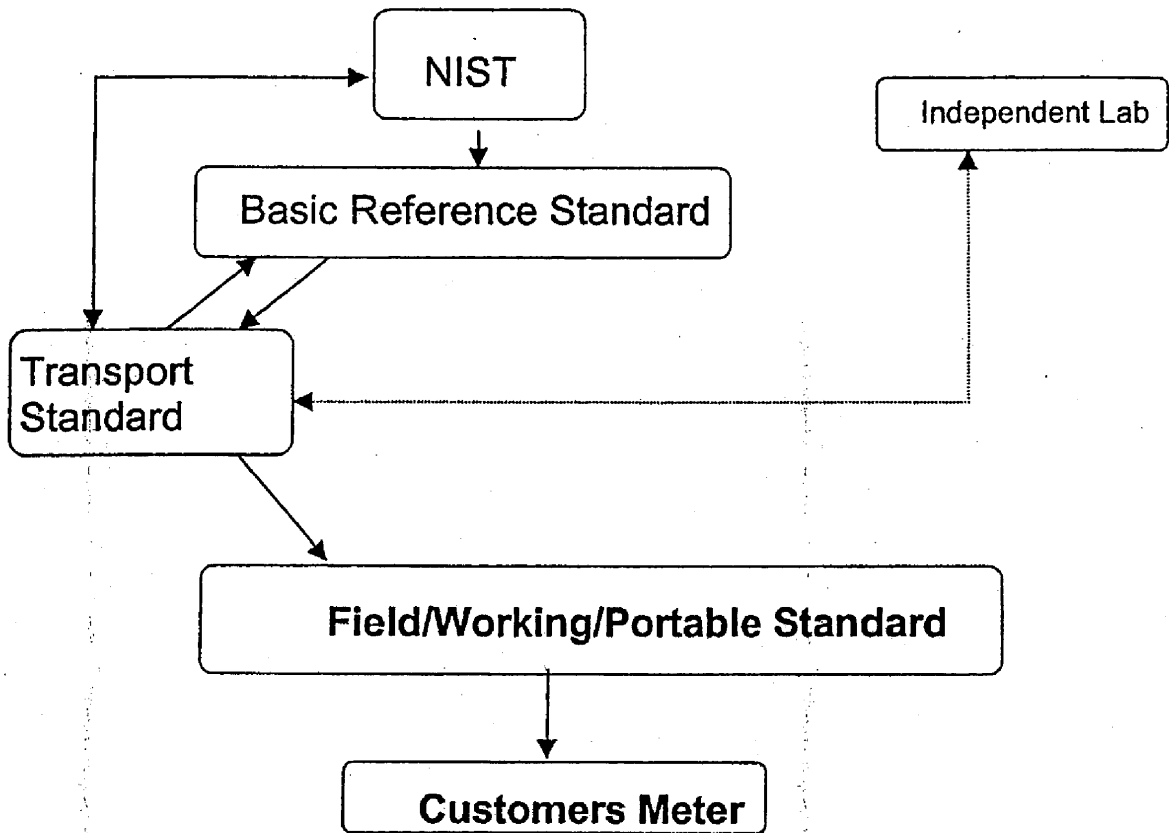 NIST
Independent Lab
Basic Reference Standard
Transport
Standard
Field/Working/Portable Standard
Customers Meter